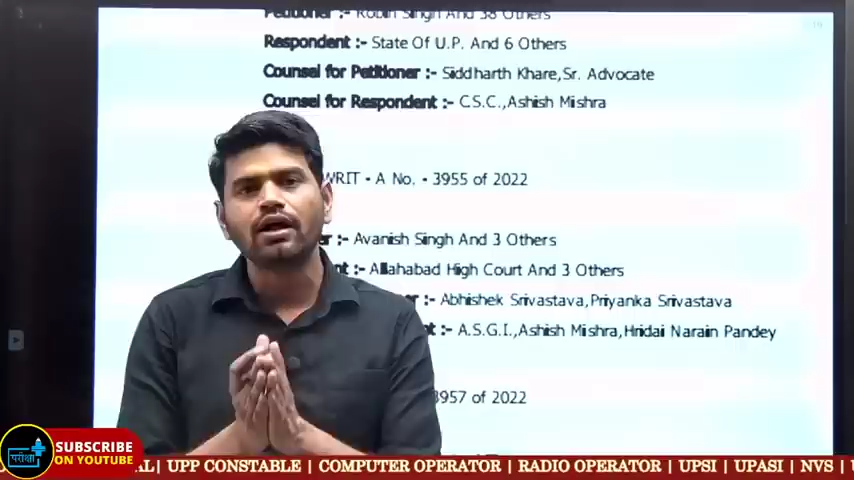 Petitioner :- Robin Singh And 38 Others
Respondent :- State Of U.P. And 6 Others
Counsel for Petitioner :- Siddharth Khare,Sr. Advocate
Counsel for Respondent :- C.S.C.,Ashish Mishra
WRIT - A No. - 3955 of 2022
:- Avanish Singh And 3 Others
:- Allahabad High Court And 3 Others
:- Abhishek Srivastava,Priyanka Srivastava
:- A.S.G.I.,Ashish Mishra,Hridai Narain Pandey
3957 of 2022
परीक्षा
SUBSCRIBE
ON YOUTUBE
AL| UPP CONSTABLE | COMPUTER OPERATOR | RADIO OPERATOR | UPSI | UPASI | NVS |